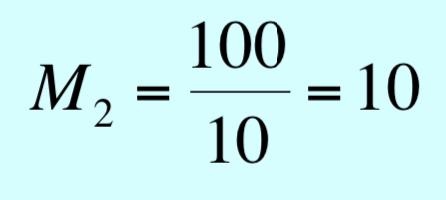 M₂ = 100/10 = 10